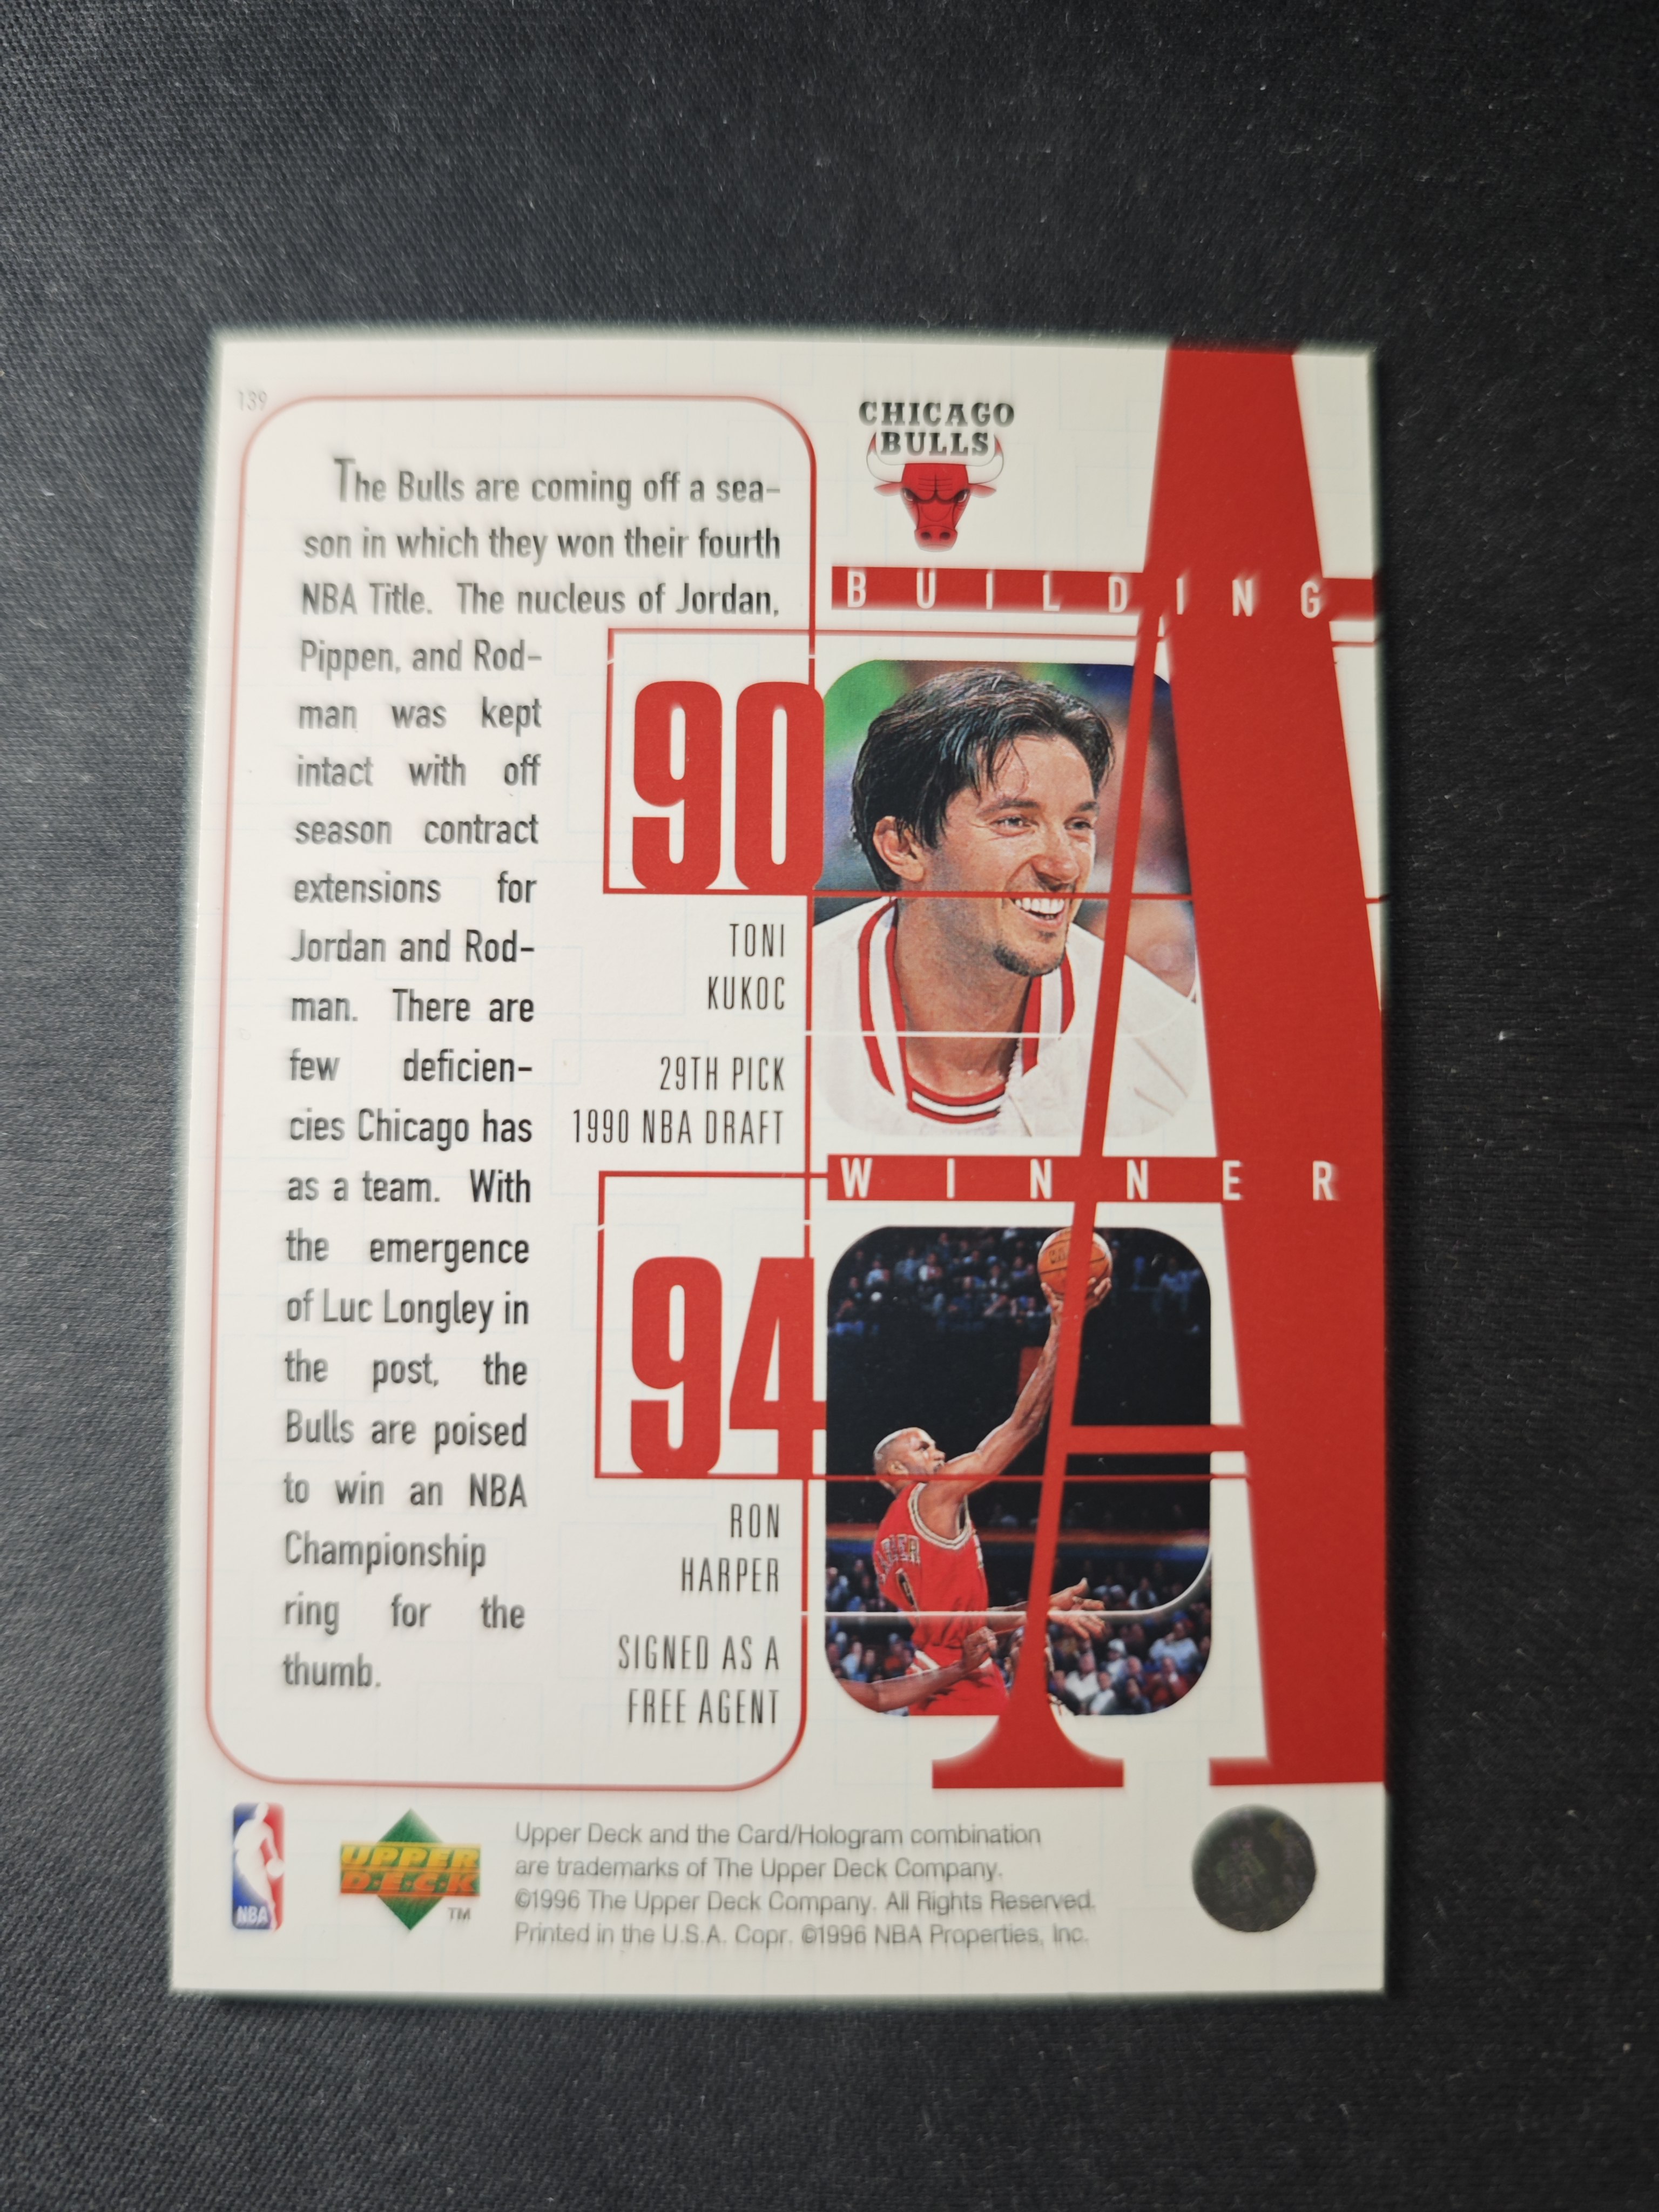 139
The Bulls are coming off a sea-
son in which they won their fourth
NBA Title. The nucleus of Jordan,
Pippen, and Rod-
man was kept
intact with off
season contract
extensions for
Jordan and Rod-
man. There are
few deficien-
cies Chicago has
as a team. With
the emergence
of Luc Longley in
the post, the
Bulls are poised
to win an NBA
Championship
ring for the
thumb.
CHICAGO
BULLS
BUILDING
A
90
TONI
KUKOC
29TH PICK
1990 NBA DRAFT
WINNER
94
RON
HARPER
SIGNED AS A
FREE AGENT
9
NBA
UPPER
D·E·C·K
TM
Upper Deck and the Card/Hologram combination
are trademarks of The Upper Deck Company.
©1996 The Upper Deck Company. All Rights Reserved.
Printed in the U.S.A. Copr. ©1996 NBA Properties, Inc.